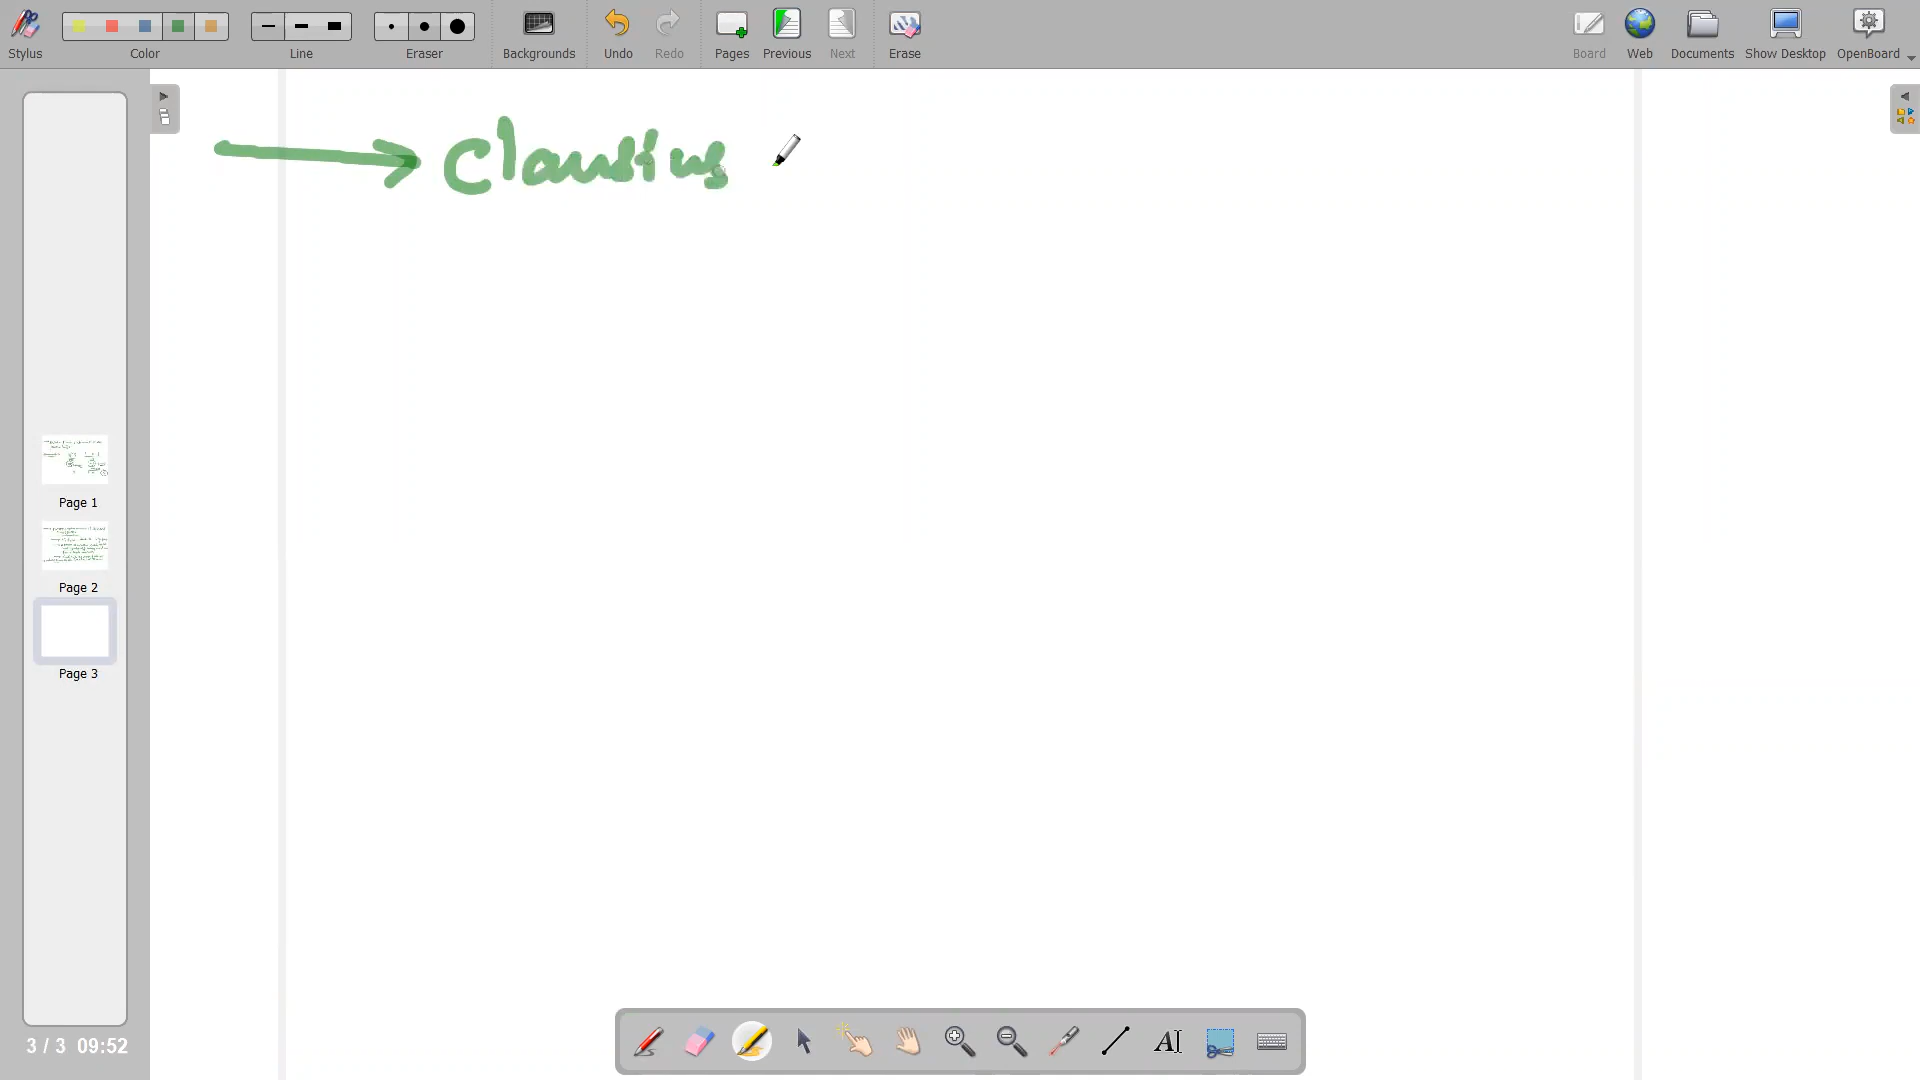 Stylus
Color
Line
Eraser
Backgrounds
Undo
Redo
Pages
Previous
Next
Erase
Board
Web
Documents
Show Desktop
OpenBoard
Clausius
Page 1
Page 2
Page 3
3 / 3 09:52